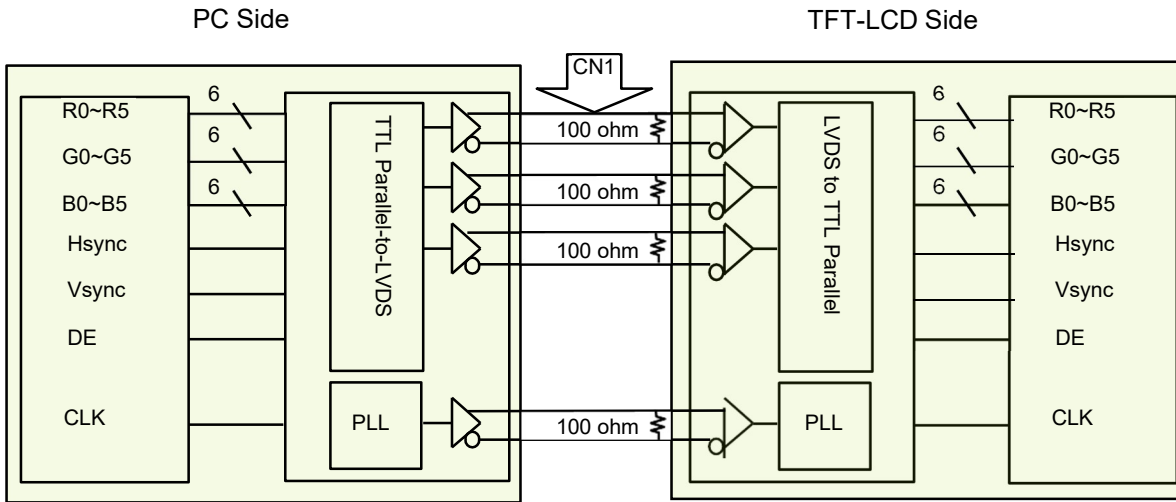 PC Side
TFT-LCD Side
CN1
R0~R5
6
G0~G5
6
B0~B5
6
Hsync
Vsync
DE
CLK
TTL Parallel-to-LVDS
PLL
100 ohm
100 ohm
100 ohm
100 ohm
LVDS to TTL Parallel
PLL
6
R0~R5
6
G0~G5
6
B0~B5
Hsync
Vsync
DE
CLK